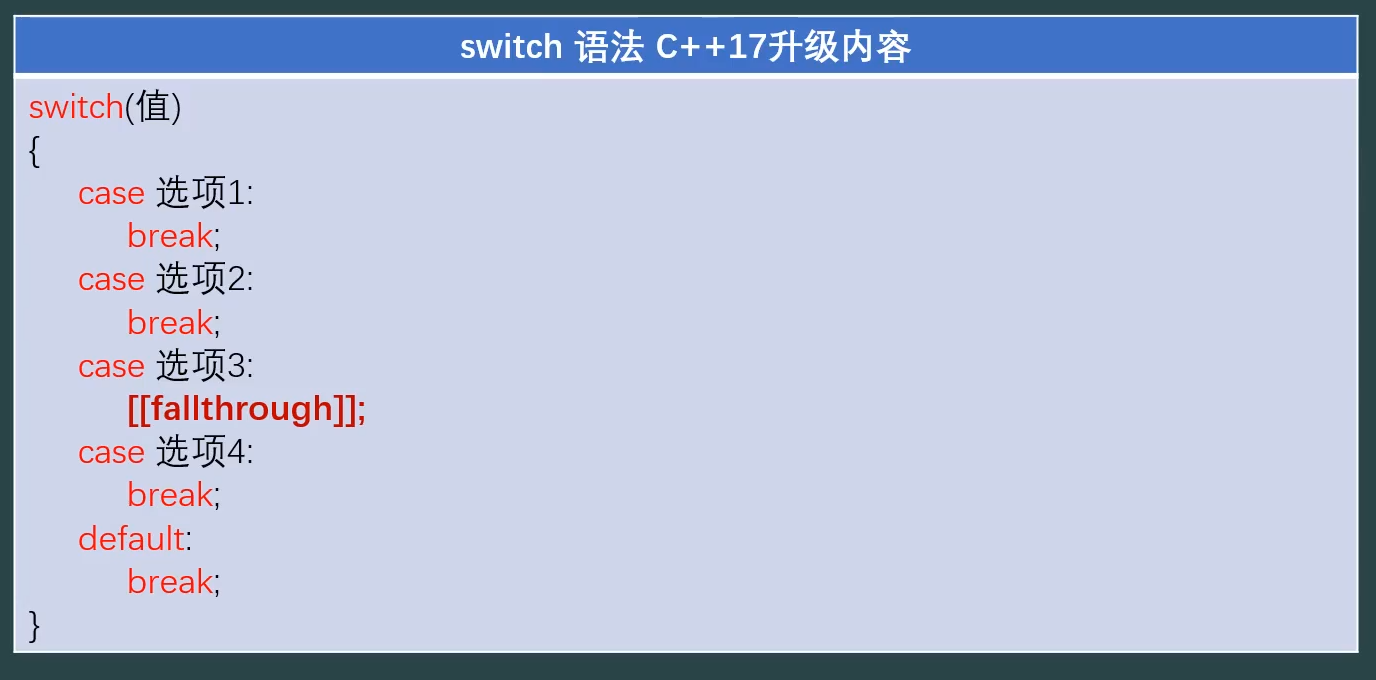 switch 语法 C++17升级内容
switch(值)
{
case 选项1:
break;
case 选项2:
break;
case 选项3:
[[fallthrough]];
case 选项4:
break;
default:
break;
}